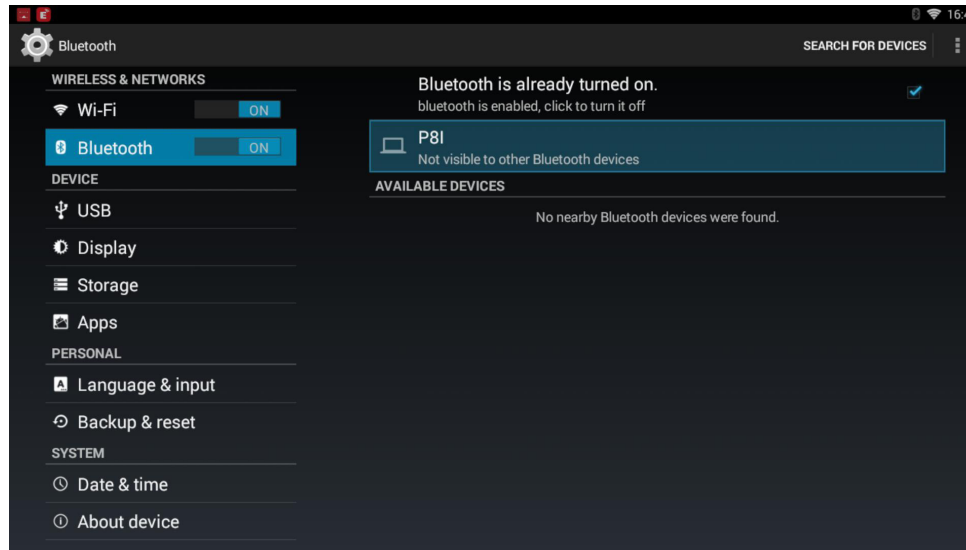 E
16:4
Bluetooth
SEARCH FOR DEVICES
WIRELESS & NETWORKS
Wi-Fi
ON
Bluetooth
ON
DEVICE
USB
Display
Storage
Apps
PERSONAL
A
Language & input
Backup & reset
SYSTEM
Date & time
About device
Bluetooth is already turned on.
bluetooth is enabled, click to turn it off
P8I
Not visible to other Bluetooth devices
AVAILABLE DEVICES
No nearby Bluetooth devices were found.